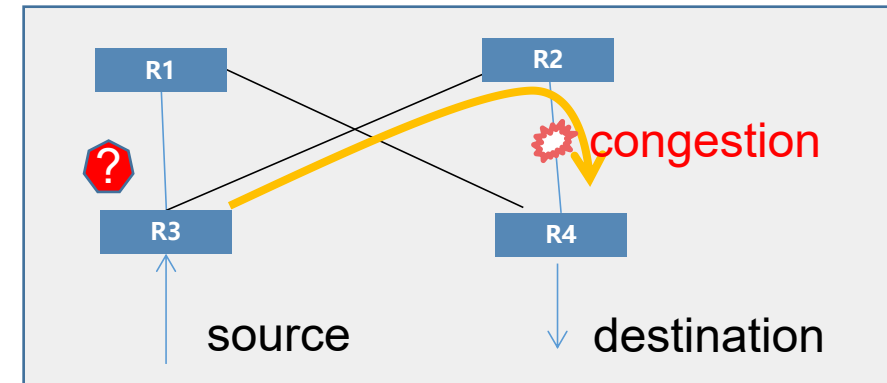 R1
R2
congestion
?
R3
R4
source
destination